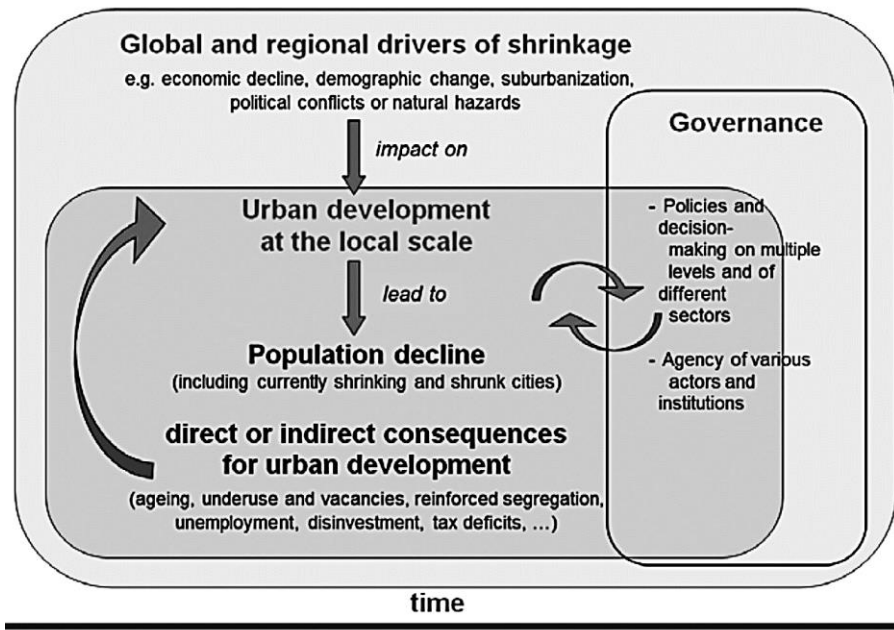 Global and regional drivers of shrinkage
e.g. economic decline, demographic change, suburbanization,
political conflicts or natural hazards
impact on
Urban development
at the local scale
lead to
Population decline
(including currently shrinking and shrunk cities)
direct or indirect consequences
for urban development
(ageing, underuse and vacancies, reinforced segregation,
unemployment, disinvestment, tax deficits, ...)
Governance
- Policies and
decision-
making on multiple
levels and of
different
sectors
- Agency of various
actors and
institutions
time